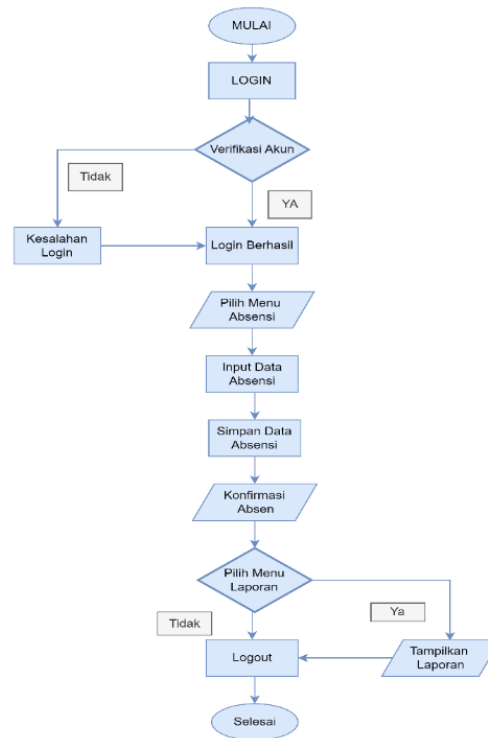 MULAI
LOGIN
Verifikasi Akun
Tidak
YA
Kesalahan
Login
Login Berhasil
Pilih Menu
Absensi
Input Data
Absensi
Simpan Data
Absensi
Konfirmasi
Absen
Pilih Menu
Laporan
Tidak
Ya
Logout
Tampilkan
Laporan
Selesai